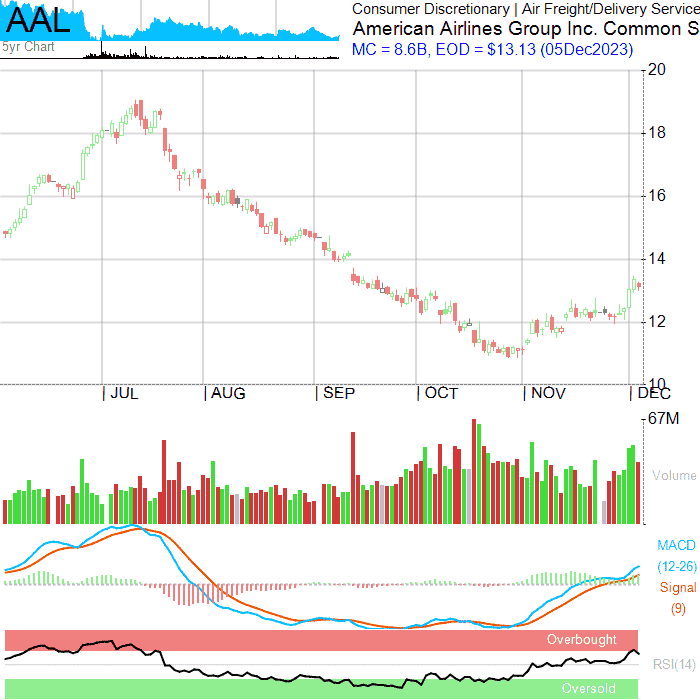 AAL
5yr Chart
Consumer Discretionary | Air Freight/Delivery Service
American Airlines Group Inc. Common S
MC = 8.6B, EOD = $13.13 (05Dec2023)
20
18
16
14
12
10
| JUL | AUG | SEP | OCT | NOV | DEC
67M
Volume
MACD
(12-26)
Signal
(9)
Overbought
RSI(14)
Oversold